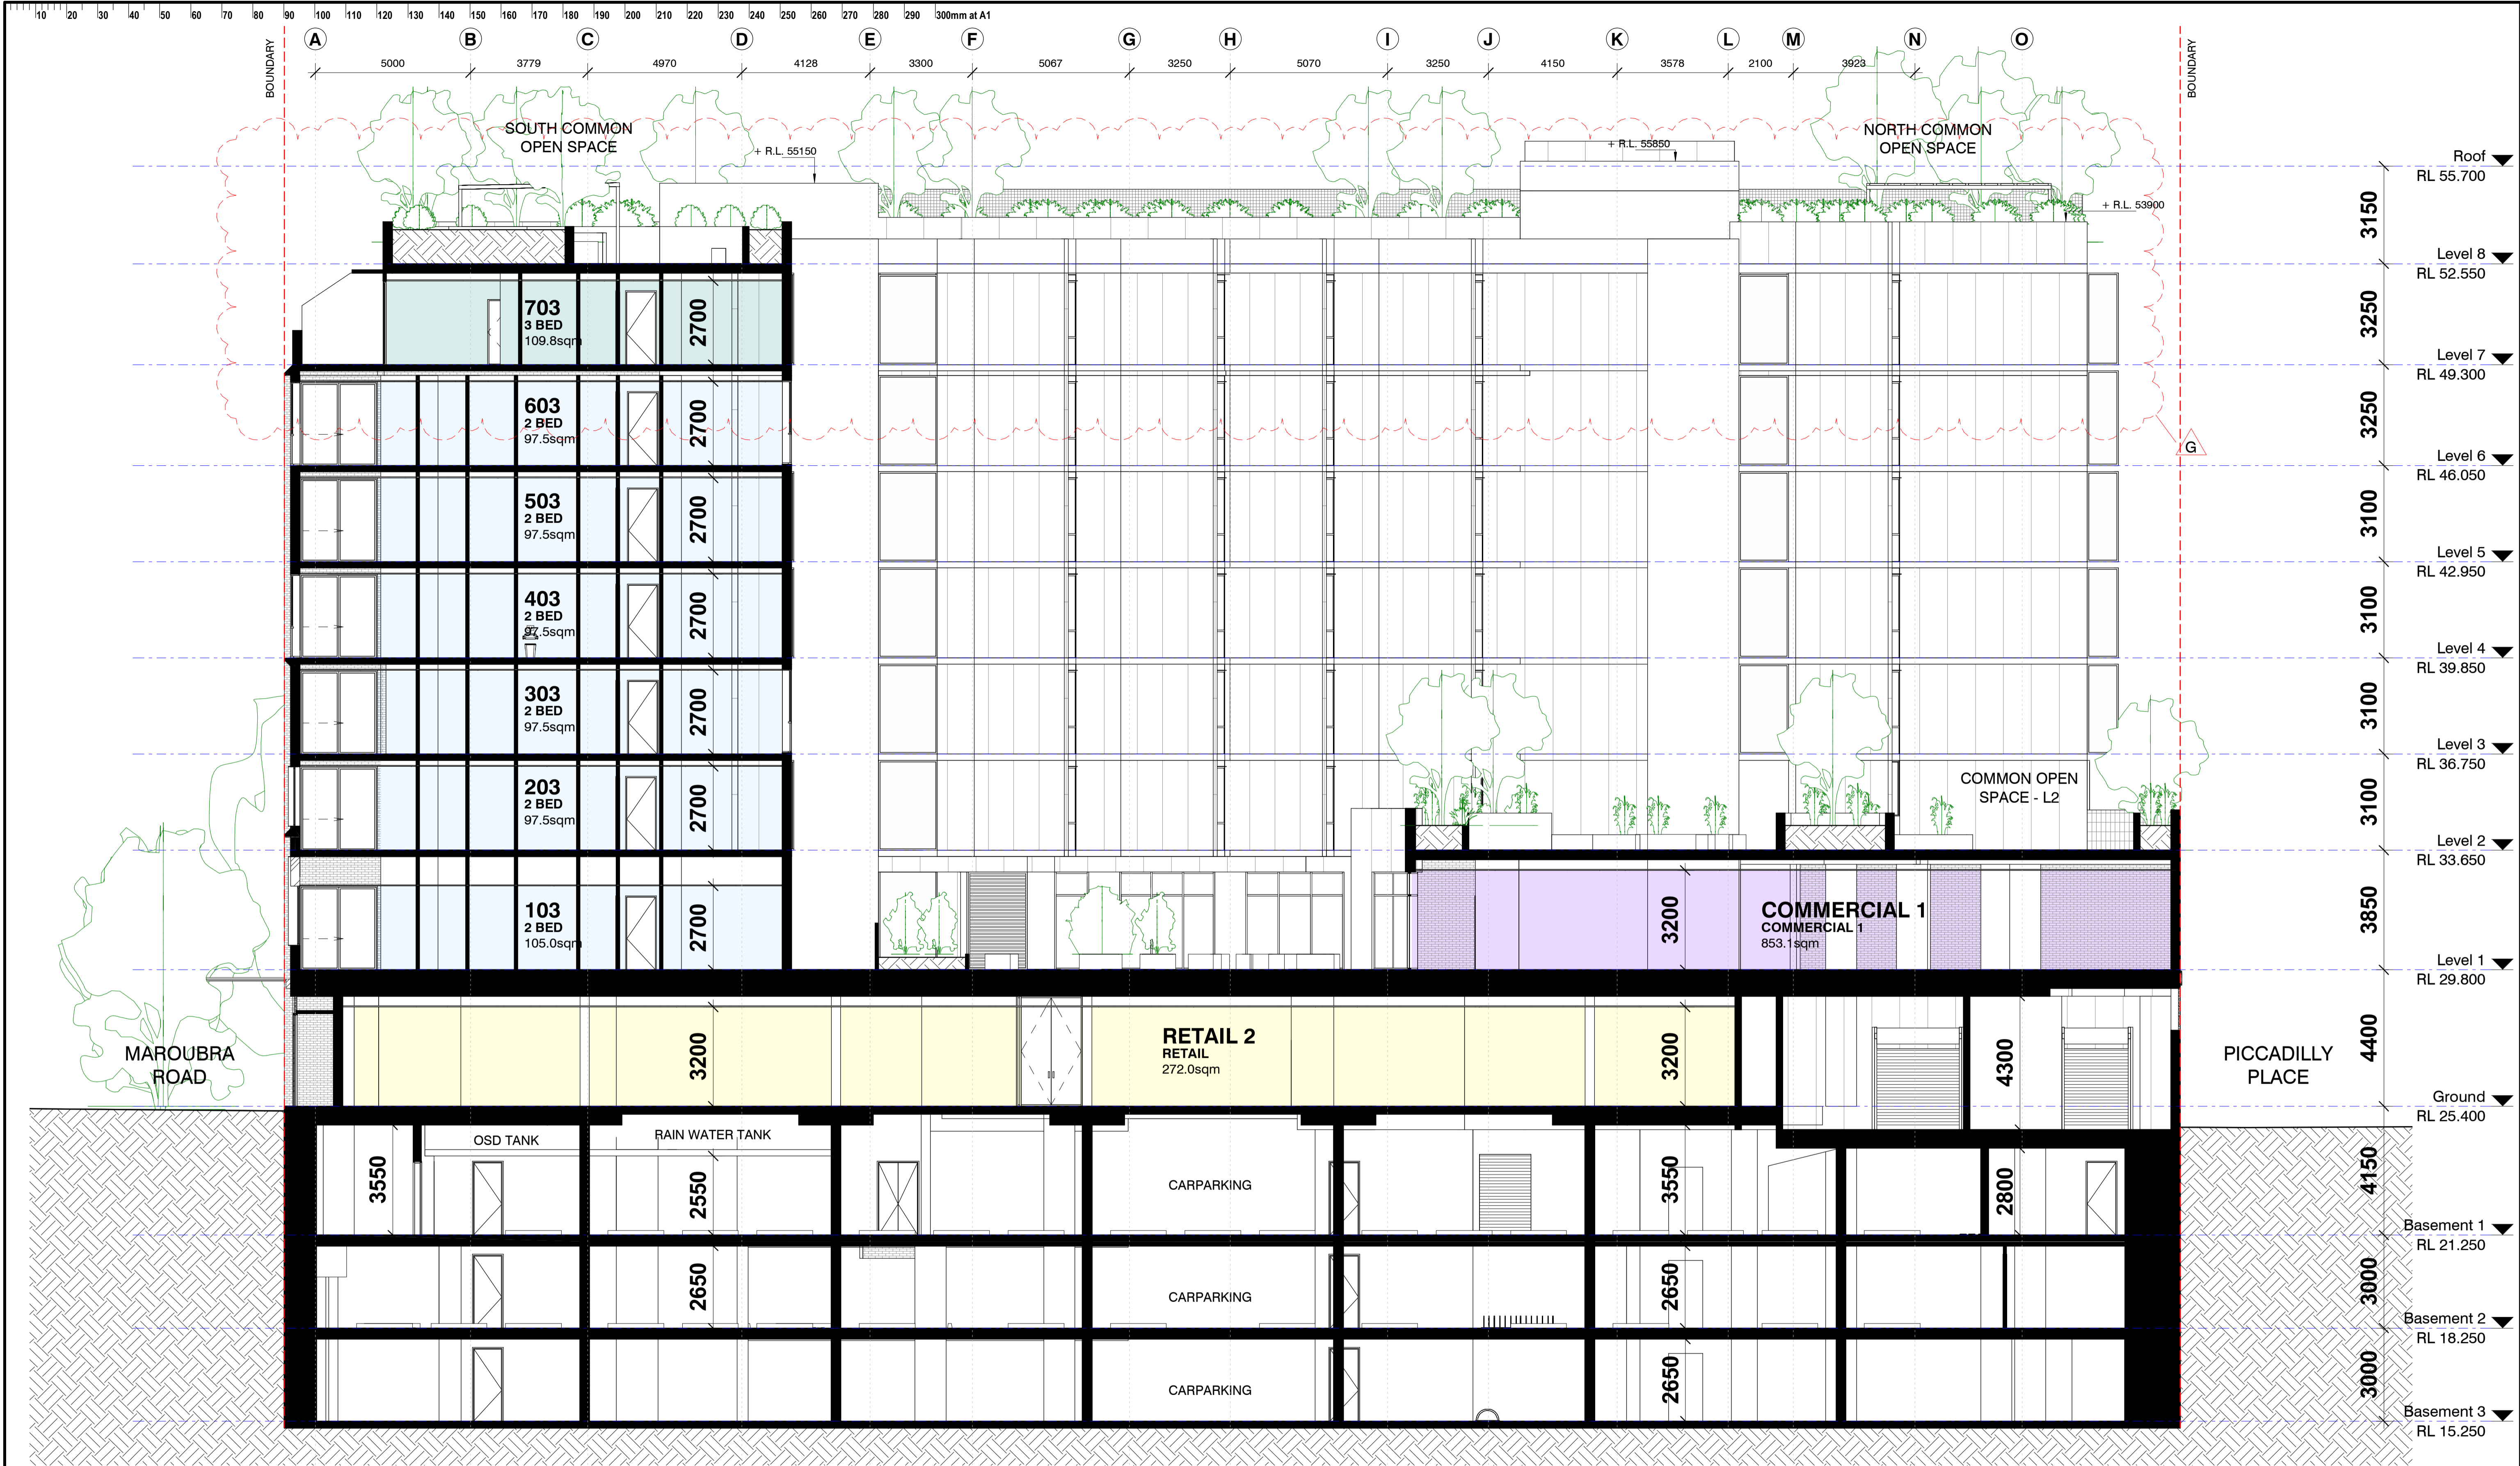 10 20 30 40 50 60 70 80 90 100 110 120 130 140 150 160 170 180 190 200 210 220 230 240 250 260 270 280 290 300mm at A1
A B C D E F G H I J K L M N O
BOUNDARY
BOUNDARY
5000 3779 4970 4128 3300 5067 3250 5070 3250 4150 3578 2100 3923
SOUTH COMMON
OPEN SPACE
+ R.L. 55150
+ R.L. 55850
NORTH COMMON
OPEN SPACE
+ R.L. 53900
Roof
RL 55.700
3150
Level 8
RL 52.550
703
3 BED
109.8sqm
2700
3250
Level 7
RL 49.300
603
2 BED
97.5sqm
2700
3250
G
Level 6
RL 46.050
503
2 BED
97.5sqm
2700
3100
Level 5
RL 42.950
403
2 BED
97.5sqm
2700
3100
Level 4
RL 39.850
303
2 BED
97.5sqm
2700
3100
Level 3
RL 36.750
203
2 BED
97.5sqm
2700
COMMON OPEN
SPACE - L2
3100
Level 2
RL 33.650
103
2 BED
105.0sqm
2700
3200
COMMERCIAL 1
COMMERCIAL 1
853.1sqm
3850
Level 1
RL 29.800
MAROUBRA
ROAD
3200
RETAIL 2
RETAIL
272.0sqm
3200
4300
PICCADILLY
PLACE
4400
Ground
RL 25.400
3550
OSD TANK
RAIN WATER TANK
2550
CARPARKING
3550
2800
4150
Basement 1
RL 21.250
2650
CARPARKING
2650
3000
Basement 2
RL 18.250
CARPARKING
2650
3000
Basement 3
RL 15.250